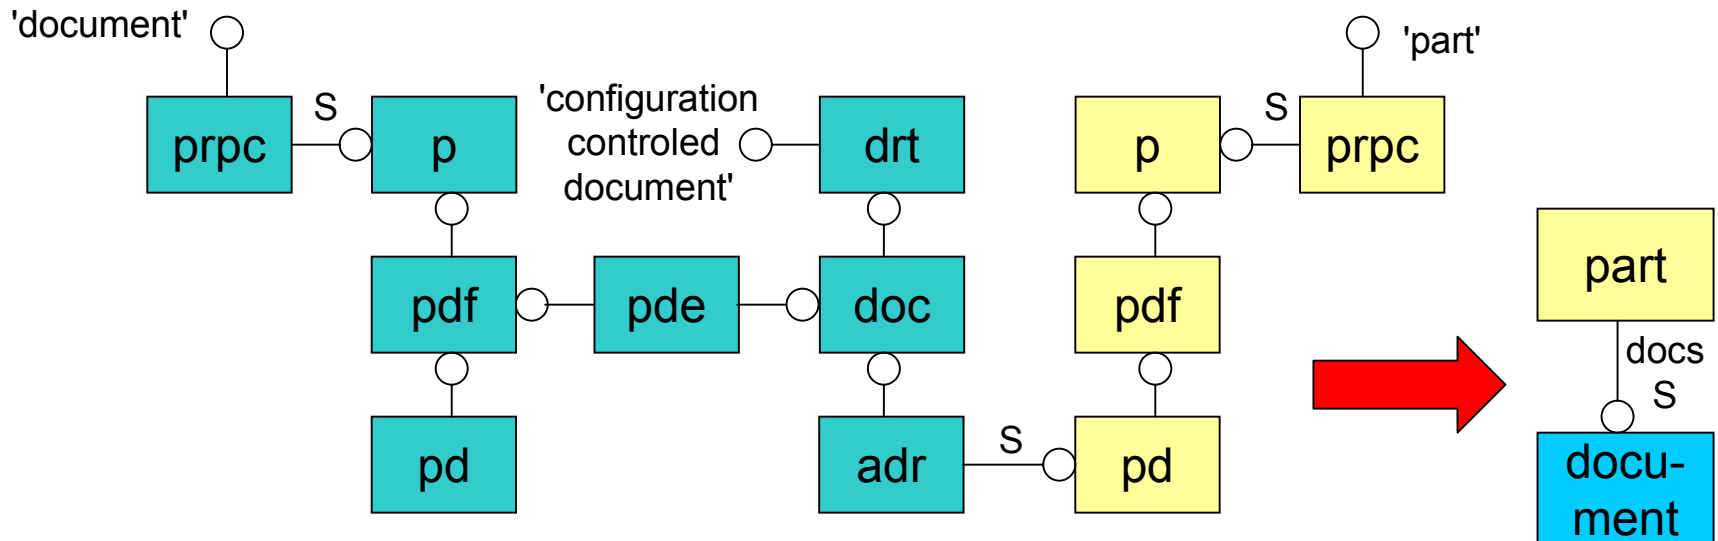 'document'
'part'
'configuration
controled
document'
S
S
prpc
p
drt
p
prpc
part
pdf
pde
doc
pdf
docs
S
pd
adr
S
pd
docu-
ment